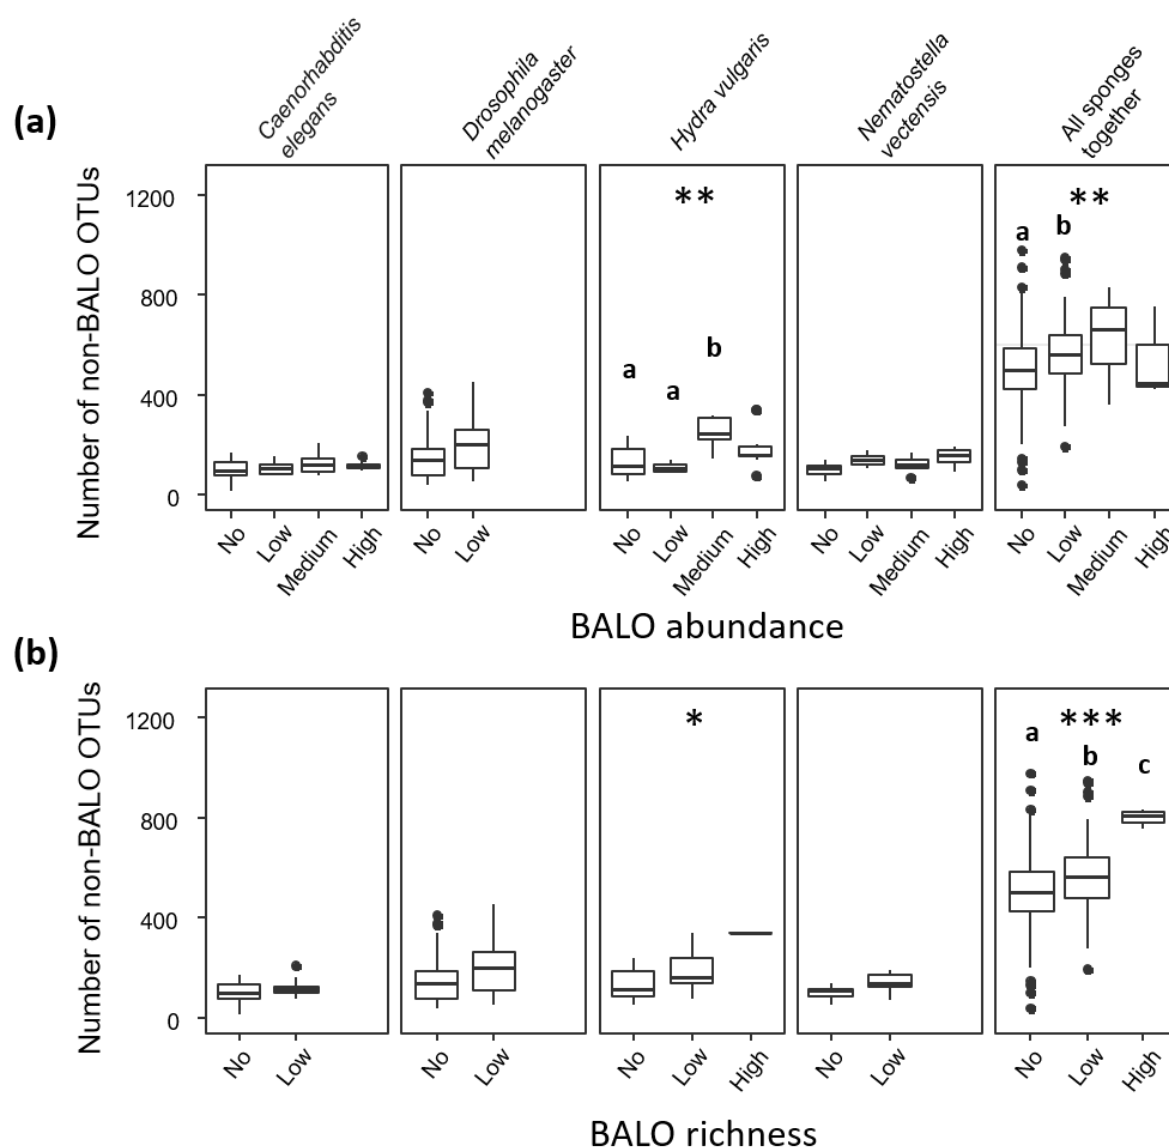 Caenorhabditis
elegans
Drosophila
melanogaster
Hydra vulgaris
Nematostella
vectensis
All sponges
together
(a)
Number of non-BALO OTUs
1200
800
400
0
**
a
a
b
**
a
b
No
Low
Medium
High
No
Low
No
Low
Medium
High
No
Low
Medium
High
No
Low
Medium
High
BALO abundance
(b)
Number of non-BALO OTUs
1200
800
400
0
*
***
a
b
c
No
Low
No
Low
No
Low
High
No
Low
No
Low
High
BALO richness